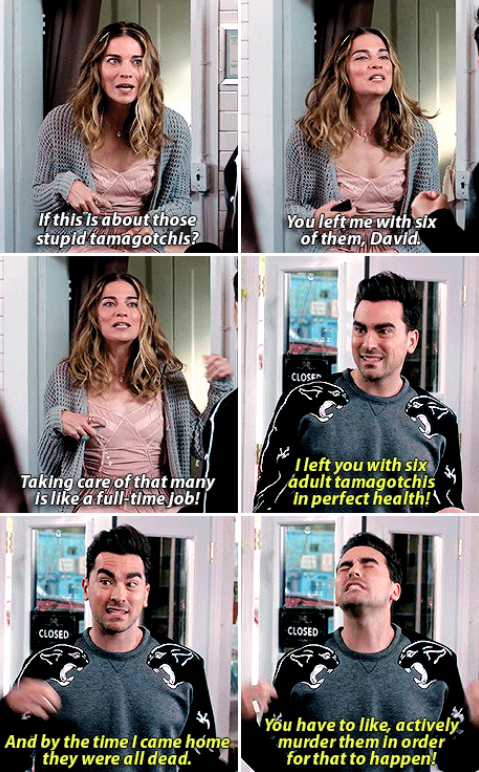 If this is about those
stupid tamagotchis?
You left me with six
of them, David.
Taking care of that many
is like a full-time job!
CLOSED
I left you with six
adult tamagotchis
in perfect health!
CLOSED
And by the time I came home
they were all dead.
CLOSED
You have to like, actively
murder them in order
for that to happen!